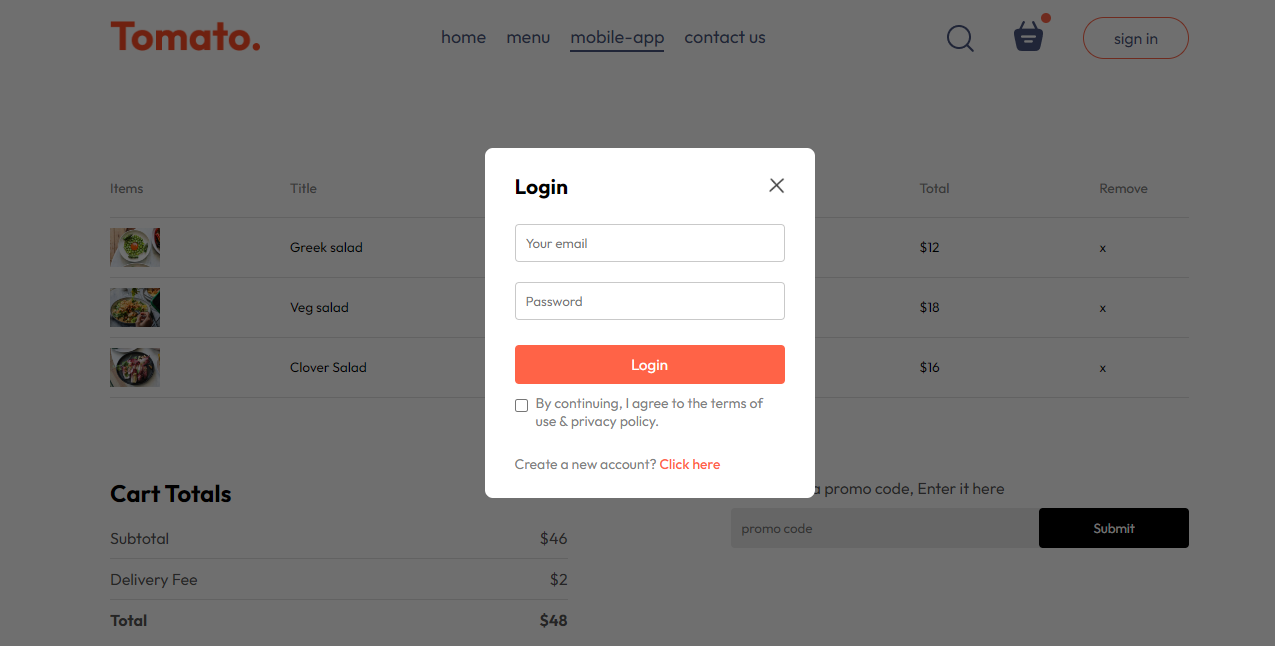 Tomato.
home menu mobile-app contact us
sign in
Login
Your email
Password
Login
By continuing, I agree to the terms of
use & privacy policy.
Create a new account? Click here
Items Title Total Remove
Greek salad $12 x
Veg salad $18 x
Clover Salad $16 x
Cart Totals
Subtotal $46
Delivery Fee $2
Total $48
a promo code, Enter it here
promo code
Submit